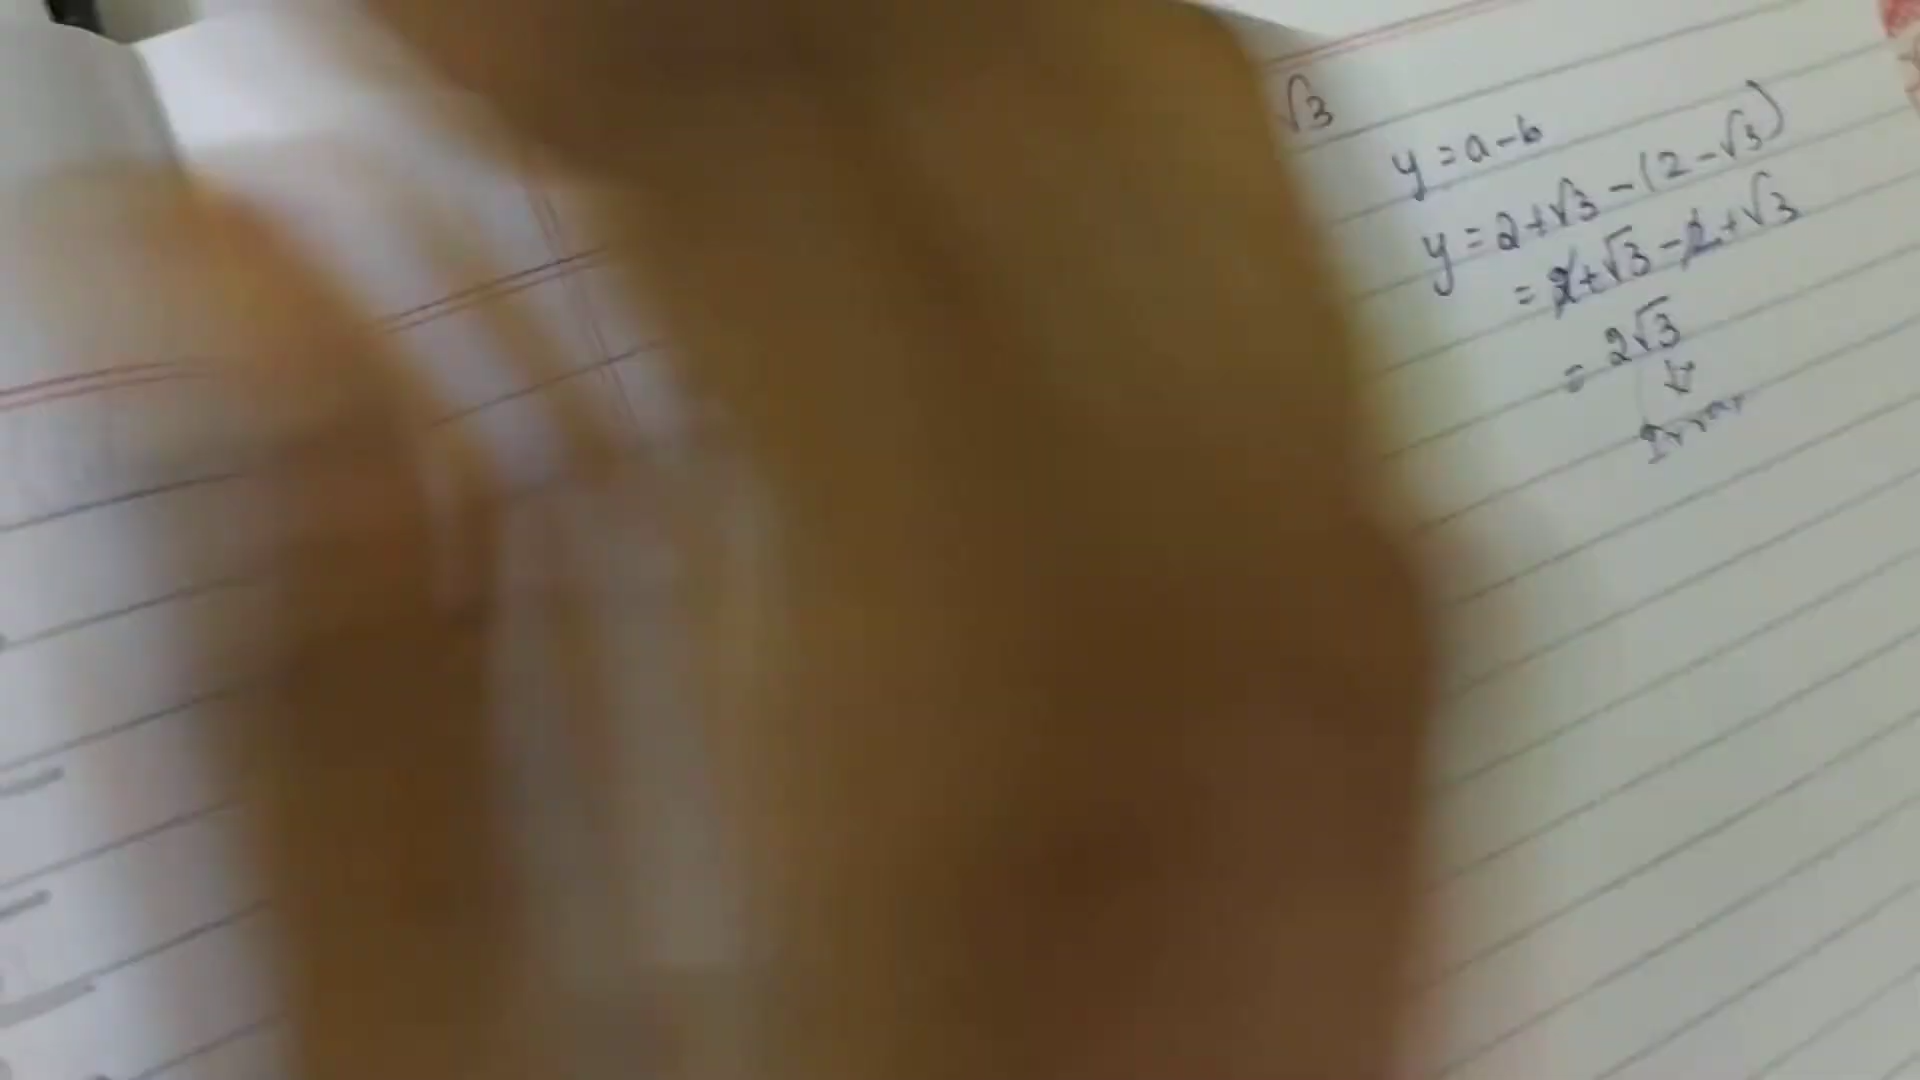 √3
y = a - b
y = 2 + √3 - (2 - √3)
= 2 + √3 - 2 + √3
= 2√3